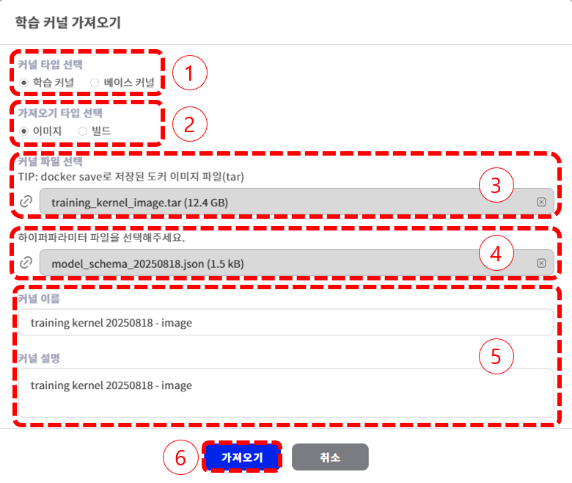 학습 커널 가져오기
커널 타입 선택
학습 커널 베이스 커널
1
가져오기 타입 선택
이미지 빌드
2
커널 파일 선택
TIP: docker save로 저장된 도커 이미지 파일(tar)
training_kernel_image.tar (12.4 GB)
3
하이퍼파라미터 파일을 선택해주세요.
model_schema_20250818.json (1.5 kB)
4
커널 이름
training kernel 20250818 - image
5
커널 설명
training kernel 20250818 - image
6 가져오기 취소